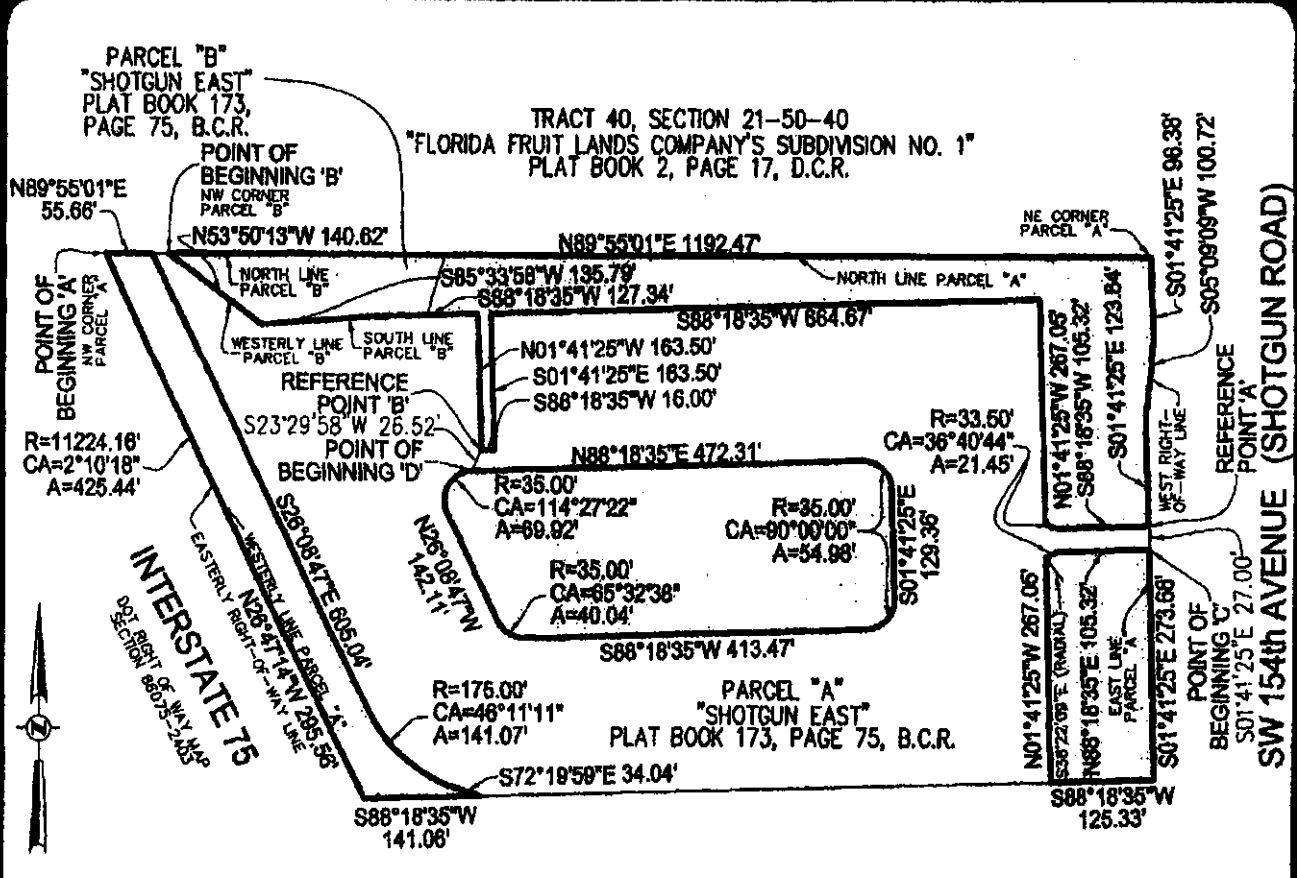 PARCEL "B"
"SHOTGUN EAST"
PLAT BOOK 173,
PAGE 75, B.C.R.
TRACT 40, SECTION 21-50-40
"FLORIDA FRUIT LANDS COMPANY'S SUBDIVISION NO. 1"
PLAT BOOK 2, PAGE 17, D.C.R.
POINT OF
BEGINNING 'B'
NW CORNER
PARCEL "B"
N89°55'01"E
55.66'
N53°50'13"W 140.62'
N89°55'01"E 1192.47'
NE CORNER
PARCEL "A"
S01°41'25"E 96.38'
S05°09'09"W 100.72'
NORTH LINE
PARCEL "B"
S85°33'58"W 135.79'
S88°18'35"W 127.34'
NORTH LINE PARCEL "A"
S88°18'35"W 664.67'
POINT OF
BEGINNING 'A'
NW CORNER
PARCEL "A"
WESTERLY LINE
PARCEL "B"
SOUTH LINE
PARCEL "B"
N01°41'25"W 163.50'
S01°41'25"E 163.50'
S88°18'35"W 16.00'
REFERENCE
POINT 'B'
S23°29'58"W 26.52'
POINT OF
BEGINNING 'D'
N88°18'35"E 472.31'
R=33.50'
CA=36°40'44"
A=21.45'
N01°41'25"W 267.05'
S88°18'35"W 105.32'
S01°41'25"E 123.64'
WEST RIGHT-
OF-WAY LINE
REFERENCE
POINT 'A'
SW 154th AVENUE (SHOTGUN ROAD)
R=11224.16'
CA=2°10'18"
A=425.44'
R=35.00'
CA=114°27'22"
A=69.92'
R=35.00'
CA=90°00'00"
A=54.98'
S01°41'25"E
129.36'
N26°08'47"W
142.11'
R=35.00'
CA=65°32'38"
A=40.04'
S88°18'35"W 413.47'
S26°08'47"E 605.04'
WESTERLY LINE PARCEL "A"
N26°47'14"W 295.56'
EASTERLY RIGHT-OF-WAY LINE
INTERSTATE 75
DOT RIGHT OF WAY MAP
SECTION 86075-2403
R=175.00'
CA=46°11'11"
A=141.07'
PARCEL "A"
"SHOTGUN EAST"
PLAT BOOK 173, PAGE 75, B.C.R.
S72°19'59"E 34.04'
S88°18'35"W
141.06'
N01°41'25"W 267.05'
S36°22'09"E (RADIAL)
N88°18'35"E 105.32'
EAST LINE
PARCEL "A"
S01°41'25"E 273.68'
POINT OF
BEGINNING 'C'
S01°41'25"E 27.00'
S88°18'35"W
125.33'
Z